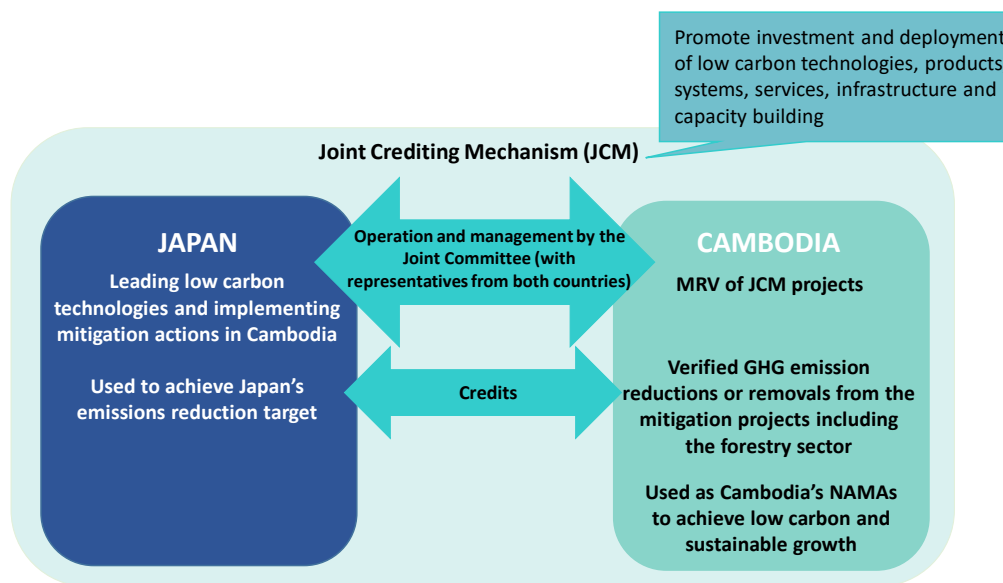 Promote investment and deployment
of low carbon technologies, products
systems, services, infrastructure and
capacity building
Joint Crediting Mechanism (JCM)
JAPAN
Leading low carbon
technologies and implementing
mitigation actions in Cambodia
Used to achieve Japan’s
emissions reduction target
Operation and management by the
Joint Committee (with
representatives from both countries)
Credits
CAMBODIA
MRV of JCM projects
Verified GHG emission
reductions or removals from the
mitigation projects including
the forestry sector
Used as Cambodia’s NAMAs
to achieve low carbon and
sustainable growth